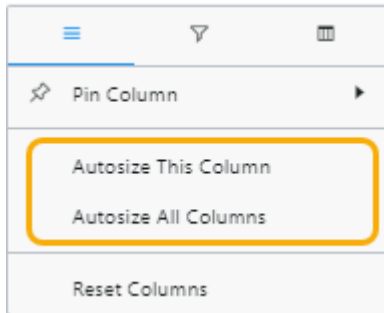 Pin Column
Autosize This Column
Autosize All Columns
Reset Columns